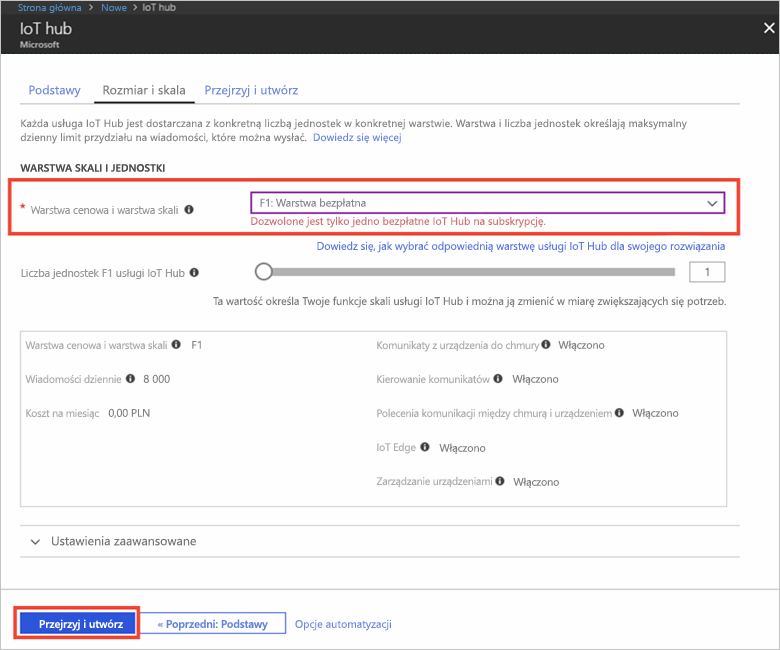 Strona główna > Nowe > IoT hub
IoT hub
Microsoft
Podstawy Rozmiar i skala Przejrzyj i utwórz
Każda usługa IoT Hub jest dostarczana z konkretną liczbą jednostek w konkretnej warstwie. Warstwa i liczba jednostek określają maksymalny
dzienny limit przydziału na wiadomości, które można wysłać. Dowiedz się więcej
WARSTWA SKALI I JEDNOSTKI
* Warstwa cenowa i warstwa skali F1: Warstwa bezpłatna
Dozwolone jest tylko jedno bezpłatne IoT Hub na subskrypcję.
Dowiedz się, jak wybrać odpowiednią warstwę usługi IoT Hub dla swojego rozwiązania
Liczba jednostek F1 usługi IoT Hub 1
Ta wartość określa Twoje funkcje skali usługi IoT Hub i można ją zmienić w miarę zwiększających się potrzeb.
Warstwa cenowa i warstwa skali F1
Wiadomości dziennie 8 000
Koszt na miesiąc 0,00 PLN
Komunikaty z urządzenia do chmury Włączono
Kierowanie komunikatów Włączono
Polecenia komunikacji między chmurą i urządzeniem Włączono
IoT Edge Włączono
Zarządzanie urządzeniami Włączono
Ustawienia zaawansowane
Przejrzyj i utwórz « Poprzedni: Podstawy Opcje automatyzacji